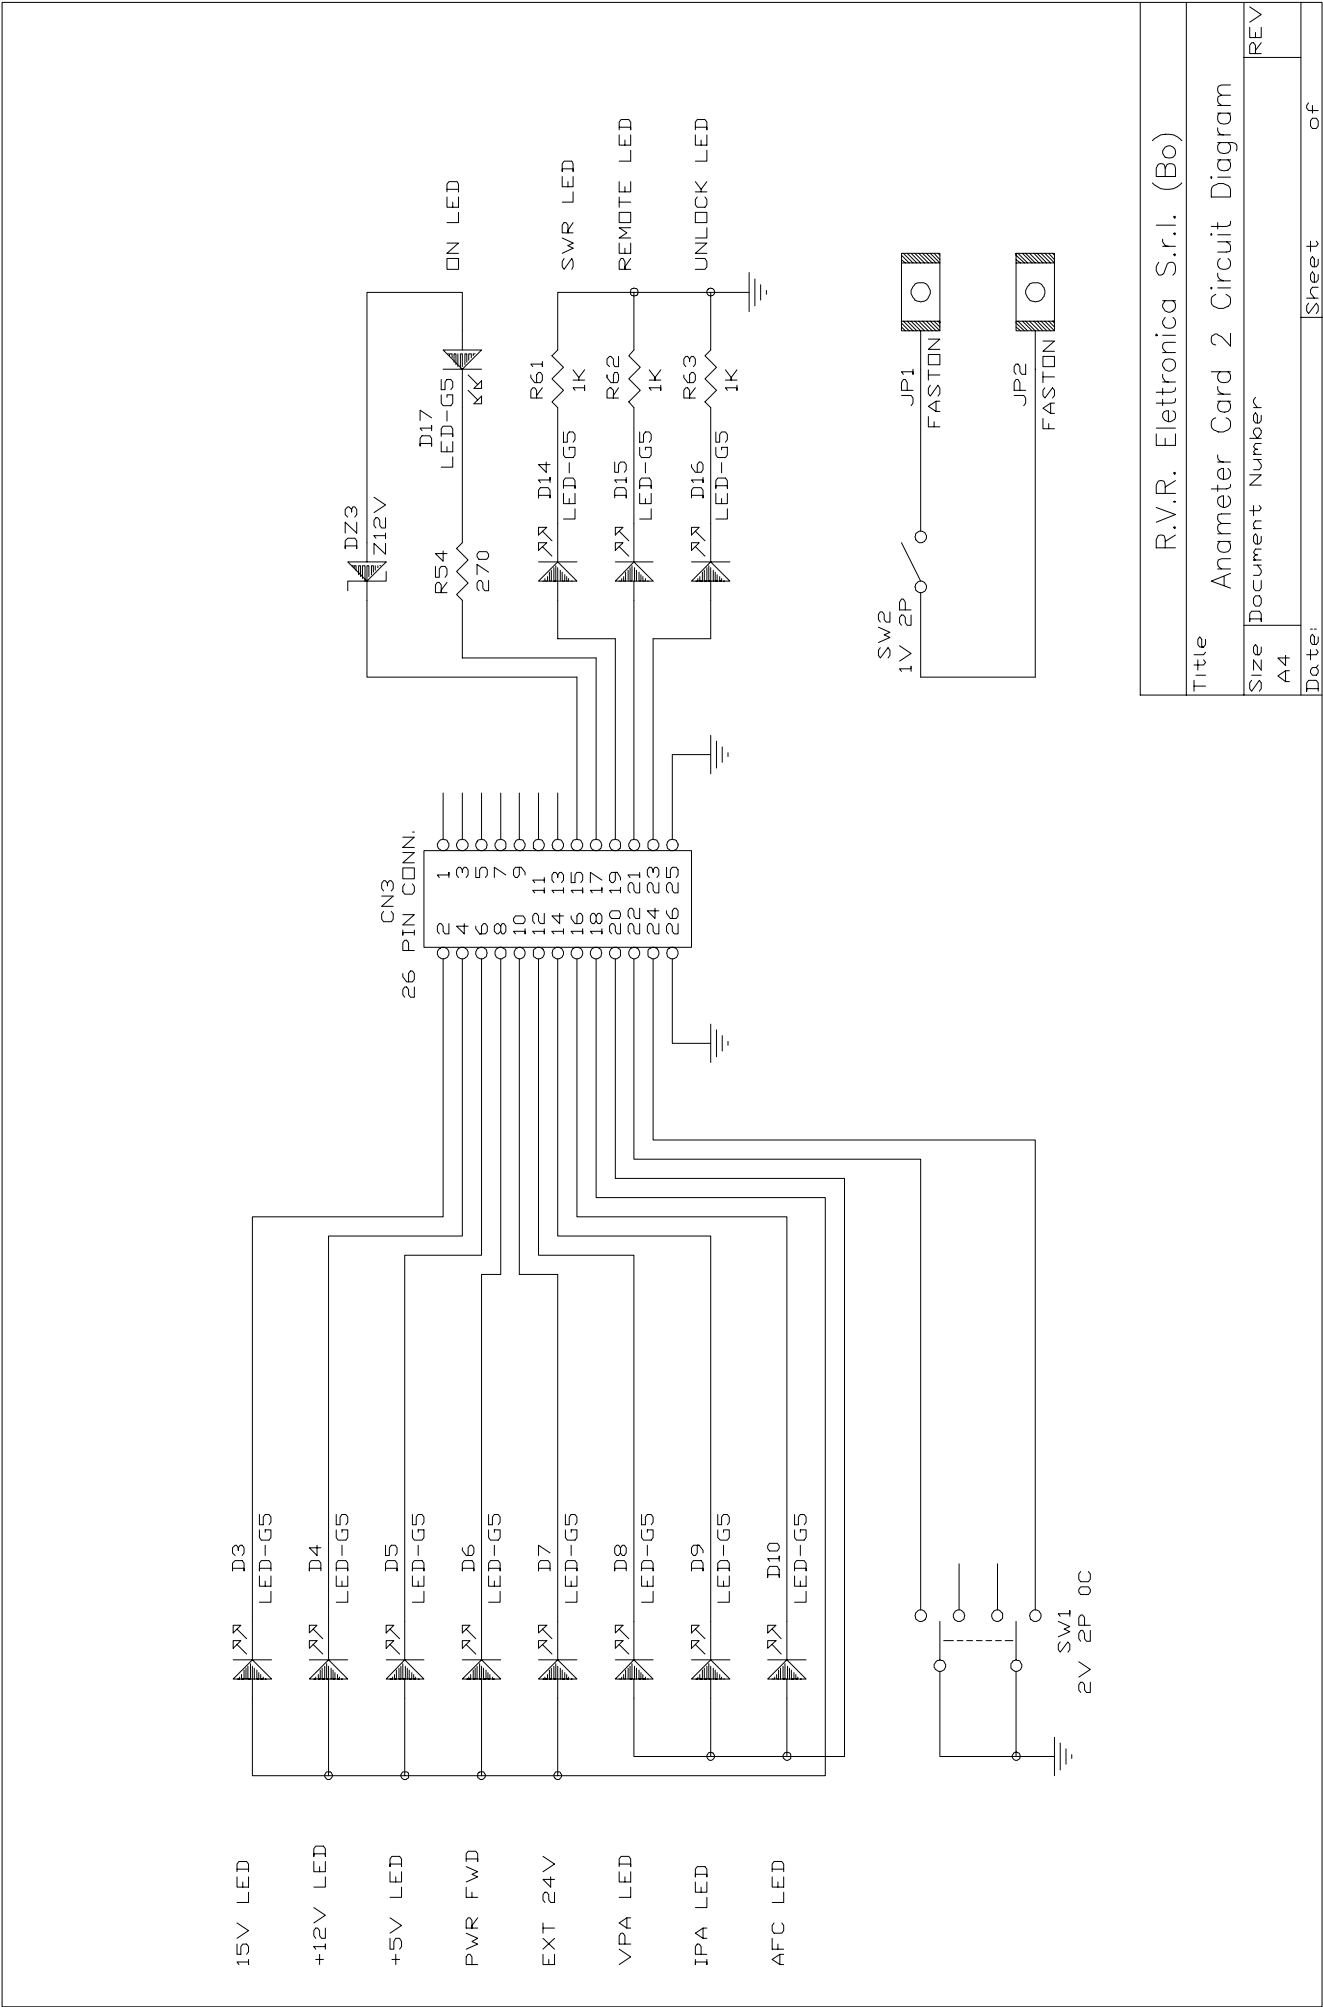 15V LED
+12V LED
+5V LED
PWR FWD
EXT 24V
VPA LED
IPA LED
AFC LED
D3
LED-G5
D4
LED-G5
D5
LED-G5
D6
LED-G5
D7
LED-G5
D8
LED-G5
D9
LED-G5
D10
LED-G5
SW1
2V 2P 0C
CN3
26 PIN CONN.
2 1
4 3
6 5
8 7
10 9
12 11
14 13
16 15
18 17
20 19
22 21
24 23
26 25
DZ3
Z12V
D17
LED-G5
R54
270
ON LED
D14
LED-G5
R61
1K
SWR LED
D15
LED-G5
R62
1K
REMOTE LED
D16
LED-G5
R63
1K
UNLOCK LED
SW2
1V 2P
JP1
FASTON
JP2
FASTON
R.V.R. Elettronica S.r.l. (Bo)
Title
Anameter Card 2 Circuit Diagram
Size Document Number REV
A4
Date: Sheet of